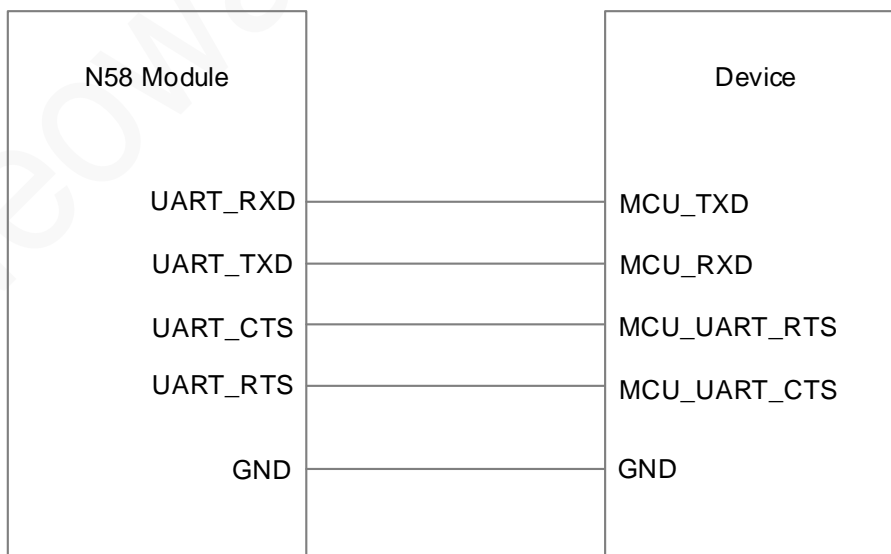 N58 Module
Device
UART_RXD
MCU_TXD
UART_TXD
MCU_RXD
UART_CTS
MCU_UART_RTS
UART_RTS
MCU_UART_CTS
GND
GND